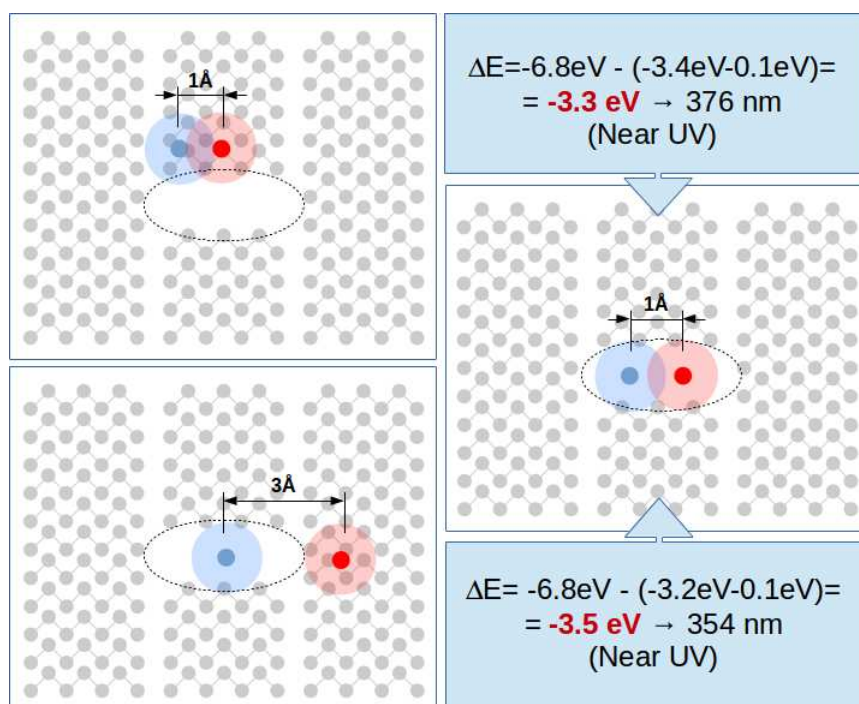 1Å
ΔE=-6.8eV - (-3.4eV-0.1eV)=
= -3.3 eV → 376 nm
(Near UV)
1Å
3Å
ΔE= -6.8eV - (-3.2eV-0.1eV)=
= -3.5 eV → 354 nm
(Near UV)